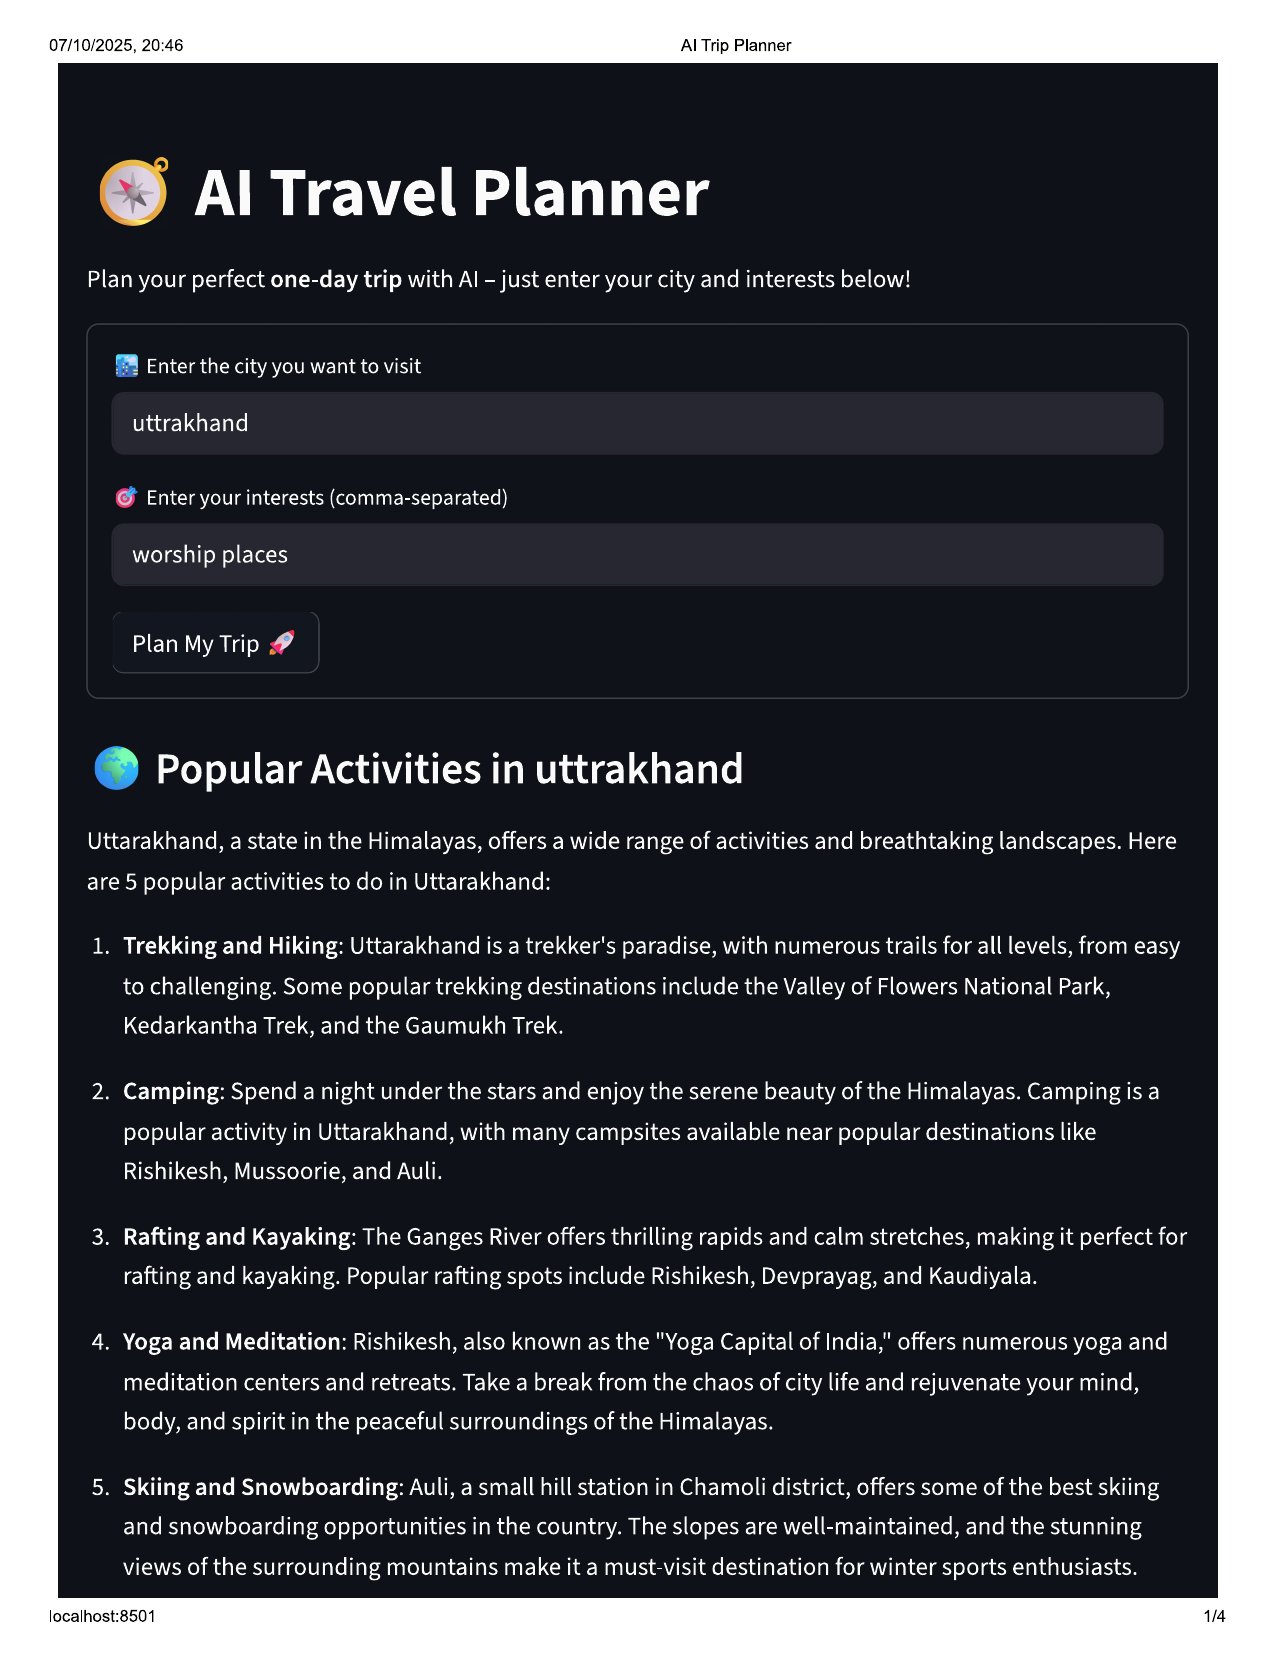 07/10/2025, 20:46
AI Trip Planner
AI Travel Planner
Plan your perfect one-day trip with AI – just enter your city and interests below!
Enter the city you want to visit
uttrakhand
Enter your interests (comma-separated)
worship places
Plan My Trip 🚀
Popular Activities in uttrakhand
Uttarakhand, a state in the Himalayas, offers a wide range of activities and breathtaking landscapes. Here
are 5 popular activities to do in Uttarakhand:
1. Trekking and Hiking: Uttarakhand is a trekker's paradise, with numerous trails for all levels, from easy
to challenging. Some popular trekking destinations include the Valley of Flowers National Park,
Kedarkantha Trek, and the Gaumukh Trek.
2. Camping: Spend a night under the stars and enjoy the serene beauty of the Himalayas. Camping is a
popular activity in Uttarakhand, with many campsites available near popular destinations like
Rishikesh, Mussoorie, and Auli.
3. Rafting and Kayaking: The Ganges River offers thrilling rapids and calm stretches, making it perfect for
rafting and kayaking. Popular rafting spots include Rishikesh, Devprayag, and Kaudiyala.
4. Yoga and Meditation: Rishikesh, also known as the "Yoga Capital of India," offers numerous yoga and
meditation centers and retreats. Take a break from the chaos of city life and rejuvenate your mind,
body, and spirit in the peaceful surroundings of the Himalayas.
5. Skiing and Snowboarding: Auli, a small hill station in Chamoli district, offers some of the best skiing
and snowboarding opportunities in the country. The slopes are well-maintained, and the stunning
views of the surrounding mountains make it a must-visit destination for winter sports enthusiasts.
localhost:8501
1/4